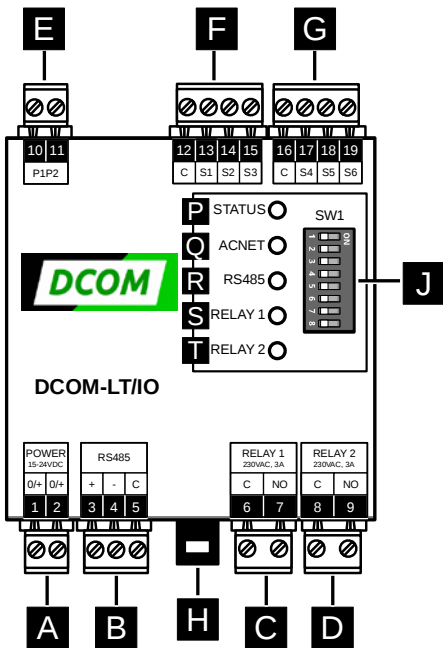 E F G
10 11 12 13 14 15 16 17 18 19
P1P2 C S1 S2 S3 C S4 S5 S6
P STATUS SW1
ON
1
2
3
4
5
6
7
8
Q ACNET
R RS485
J
DCOM
S RELAY 1
T RELAY 2
DCOM-LT/IO
POWER RS485 RELAY 1 RELAY 2
15-24VDC 230VAC, 3A 230VAC, 3A
0/+ 0/+ + - C C NO C NO
1 2 3 4 5 6 7 8 9
A B H C D